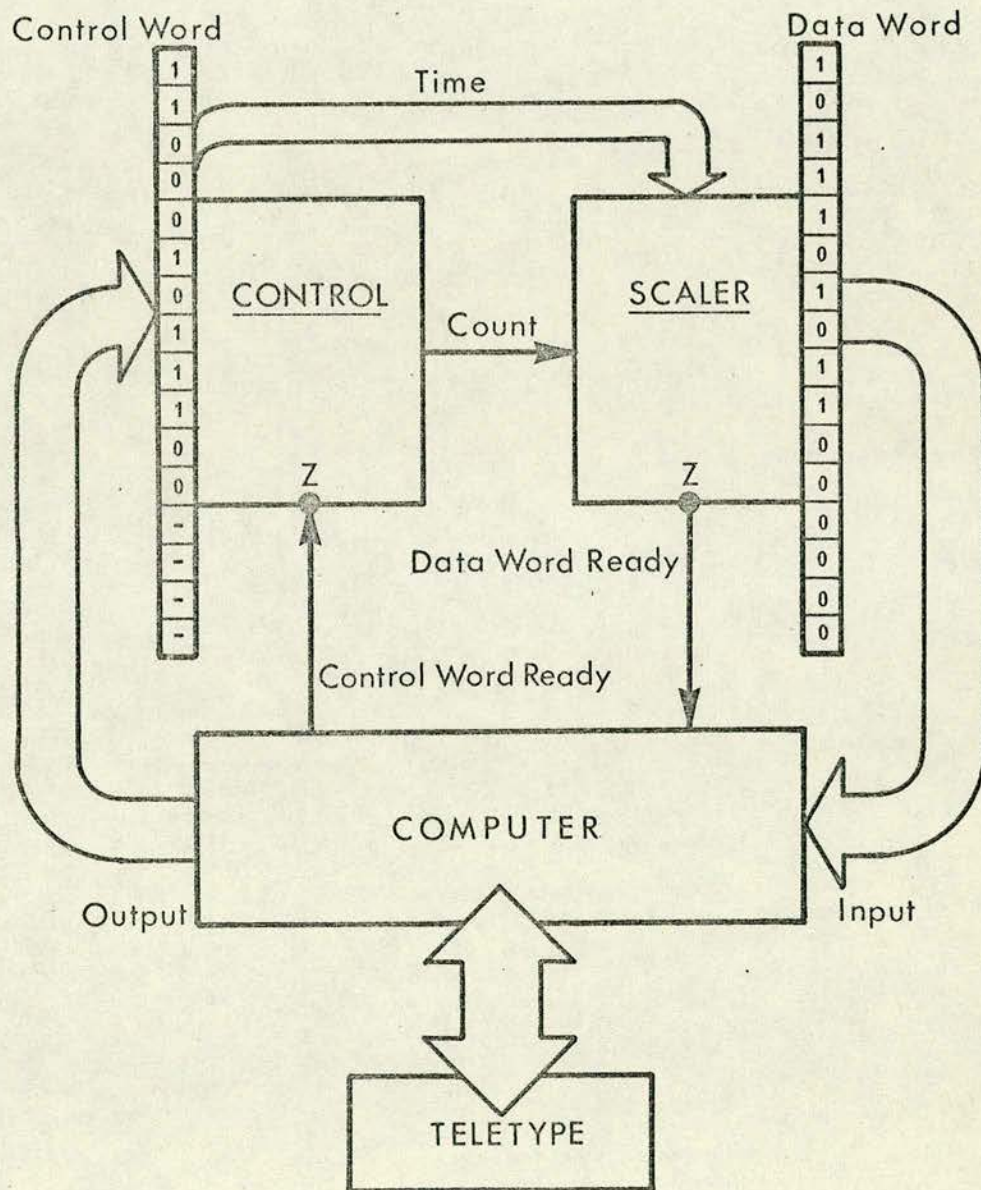 Control Word
Data Word
1
1
0
0
0
1
0
1
1
1
0
0
-
-
-
-
Time
1
0
1
1
1
0
1
0
1
1
0
0
0
0
0
0
CONTROL
SCALER
Count
Z
Z
Data Word Ready
Control Word Ready
COMPUTER
Output
Input
TELETYPE